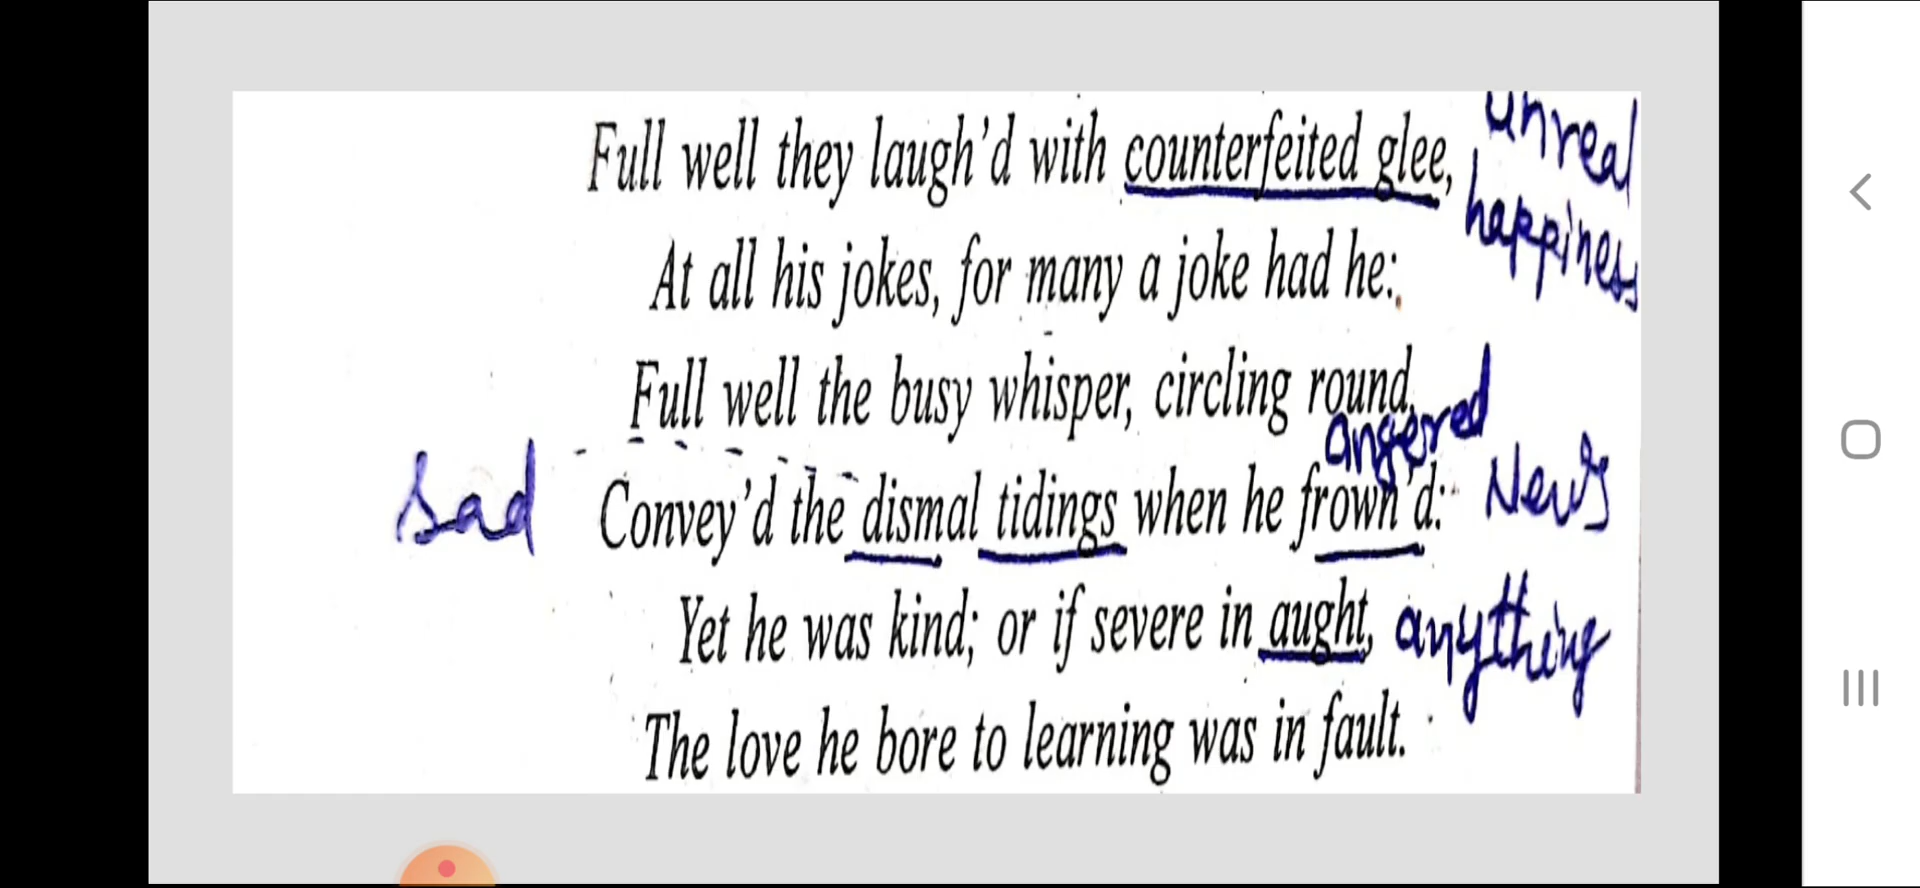 Full well they laugh'd with counterfeited glee,
unreal
happiness
At all his jokes, for many a joke had he:
Full well the busy whisper, circling round,
angered
sad
Convey'd the dismal tidings when he frown'd:
News
Yet he was kind; or if severe in aught,
anything
The love he bore to learning was in fault.